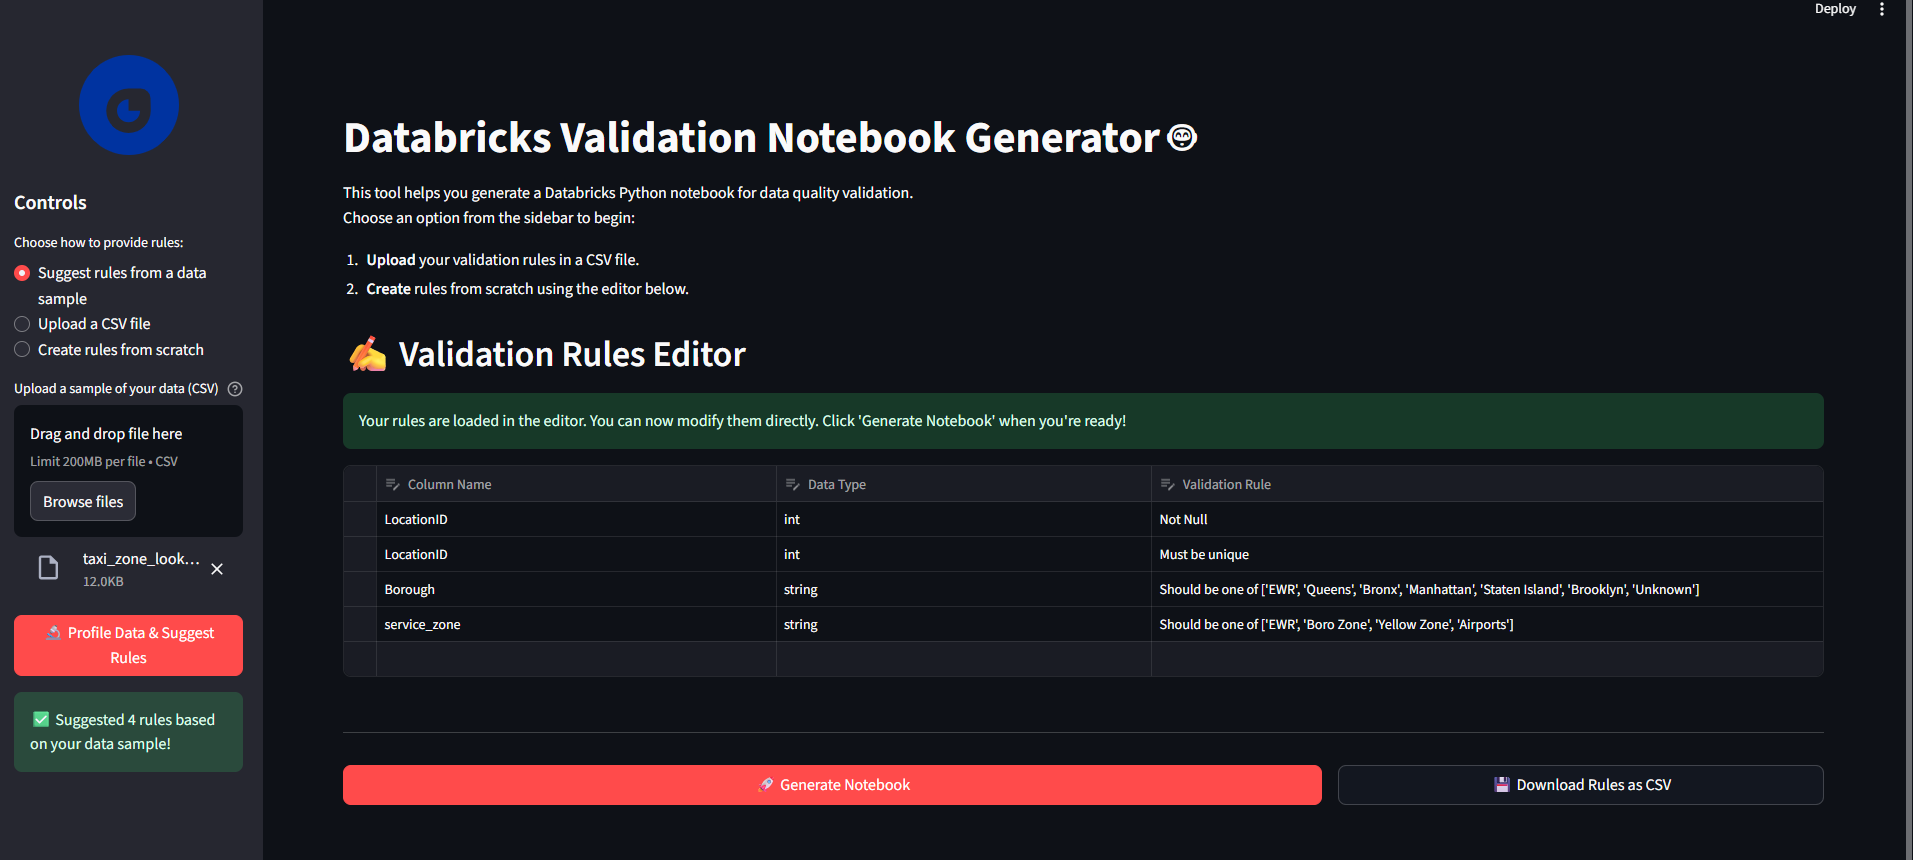 Deploy
Controls
Choose how to provide rules:
Suggest rules from a data
sample
Upload a CSV file
Create rules from scratch
Upload a sample of your data (CSV)
Drag and drop file here
Limit 200MB per file • CSV
Browse files
taxi_zone_look...
12.0KB
Profile Data & Suggest
Rules
Suggested 4 rules based
on your data sample!
Databricks Validation Notebook Generator
This tool helps you generate a Databricks Python notebook for data quality validation.
Choose an option from the sidebar to begin:
1. Upload your validation rules in a CSV file.
2. Create rules from scratch using the editor below.
Validation Rules Editor
Your rules are loaded in the editor. You can now modify them directly. Click 'Generate Notebook' when you're ready!
Column Name Data Type Validation Rule
LocationID int Not Null
LocationID int Must be unique
Borough string Should be one of ['EWR', 'Queens', 'Bronx', 'Manhattan', 'Staten Island', 'Brooklyn', 'Unknown']
service_zone string Should be one of ['EWR', 'Boro Zone', 'Yellow Zone', 'Airports']
Generate Notebook
Download Rules as CSV